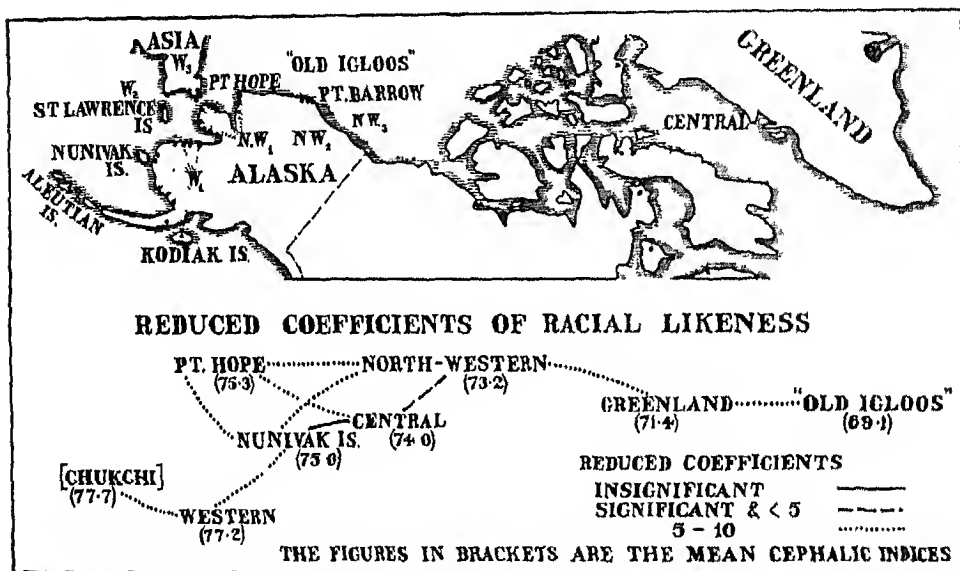 ASIA
W₃
PT HOPE
"OLD IGLOOS"
PT. BARROW
GREENLAND
W₂
ST LAWRENCE
IS
N.W.₁
NW₂
NW₃
CENTRAL
NUNIVAK
IS.
W₁
ALASKA
ALEUTIAN
IS.
KODIAK IS.
REDUCED COEFFICIENTS OF RACIAL LIKENESS
PT. HOPE
(75·3)
NORTH-WESTERN
(73·2)
GREENLAND
(71·4)
"OLD IGLOOS"
(69·1)
CENTRAL
(74·0)
NUNIVAK IS.
(75 0)
[CHUKCHI]
(77·7)
WESTERN
(77·2)
REDUCED COEFFICIENTS
INSIGNIFICANT
SIGNIFICANT & < 5
5 - 10
THE FIGURES IN BRACKETS ARE THE MEAN CEPHALIC INDICES